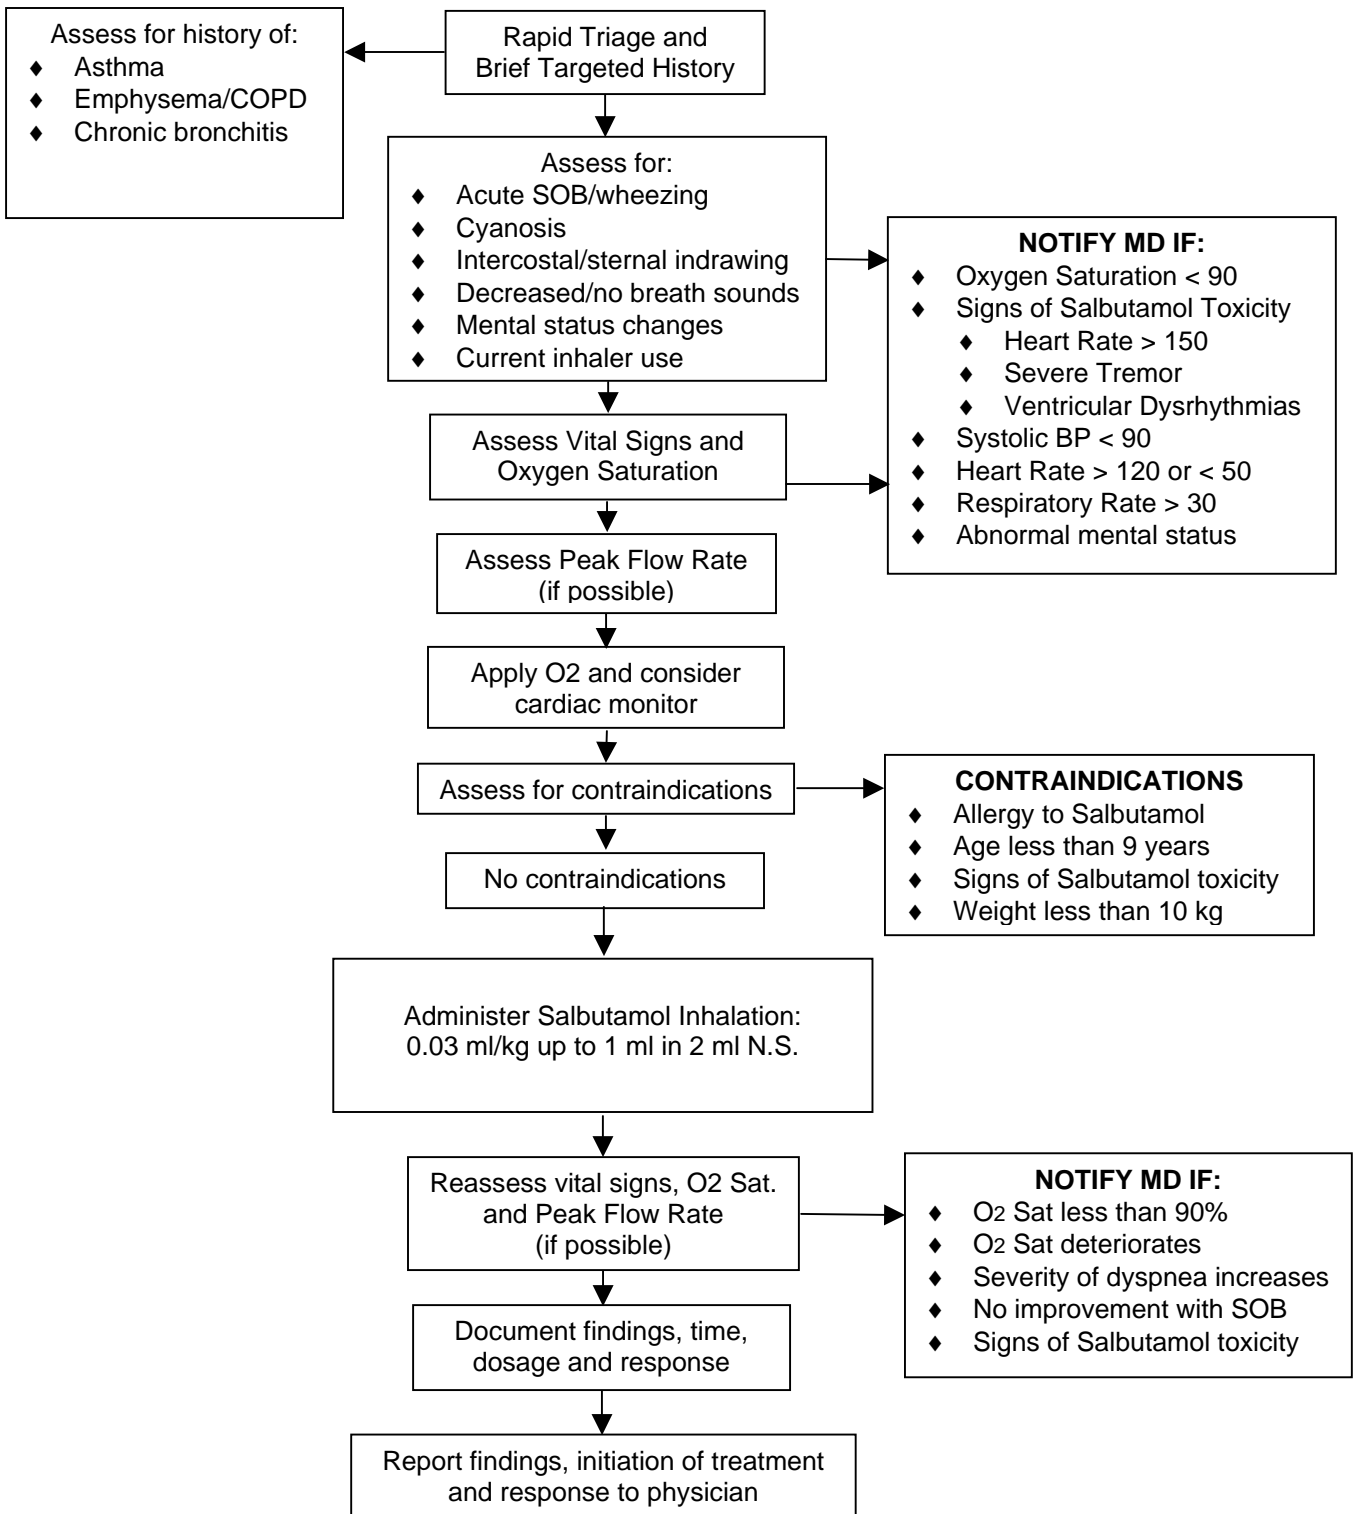 Assess for history of:
♦ Asthma
♦ Emphysema/COPD
♦ Chronic bronchitis
Rapid Triage and
Brief Targeted History
Assess for:
♦ Acute SOB/wheezing
♦ Cyanosis
♦ Intercostal/sternal indrawing
♦ Decreased/no breath sounds
♦ Mental status changes
♦ Current inhaler use
NOTIFY MD IF:
♦ Oxygen Saturation < 90
♦ Signs of Salbutamol Toxicity
♦ Heart Rate > 150
♦ Severe Tremor
♦ Ventricular Dysrhythmias
♦ Systolic BP < 90
♦ Heart Rate > 120 or < 50
♦ Respiratory Rate > 30
♦ Abnormal mental status
Assess Vital Signs and
Oxygen Saturation
Assess Peak Flow Rate
(if possible)
Apply O2 and consider
cardiac monitor
Assess for contraindications
CONTRAINDICATIONS
♦ Allergy to Salbutamol
♦ Age less than 9 years
♦ Signs of Salbutamol toxicity
♦ Weight less than 10 kg
No contraindications
Administer Salbutamol Inhalation:
0.03 ml/kg up to 1 ml in 2 ml N.S.
Reassess vital signs, O2 Sat.
and Peak Flow Rate
(if possible)
NOTIFY MD IF:
♦ O2 Sat less than 90%
♦ O2 Sat deteriorates
♦ Severity of dyspnea increases
♦ No improvement with SOB
♦ Signs of Salbutamol toxicity
Document findings, time,
dosage and response
Report findings, initiation of treatment
and response to physician